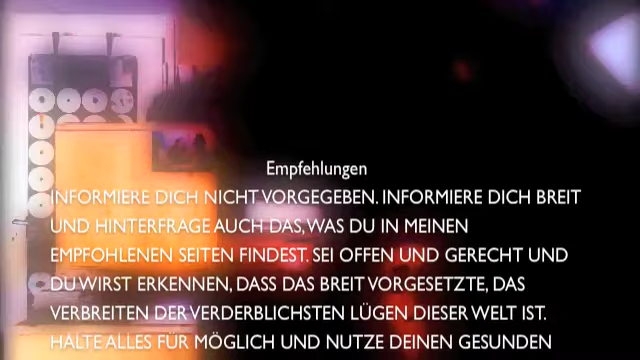 Empfehlungen
INFORMIERE DICH NICHT VORGEGEBEN. INFORMIERE DICH BREIT
UND HINTERFRAGE AUCH DAS, WAS DU IN MEINEN
EMPFOHLENEN SEITEN FINDEST. SEI OFFEN UND GERECHT UND
DU WIRST ERKENNEN, DASS DAS BREIT VORGESETZTE, DAS
VERBREITEN DER VERDERBLICHSTEN LÜGEN DIESER WELT IST.
HALTE ALLES FÜR MÖGLICH UND NUTZE DEINEN GESUNDEN